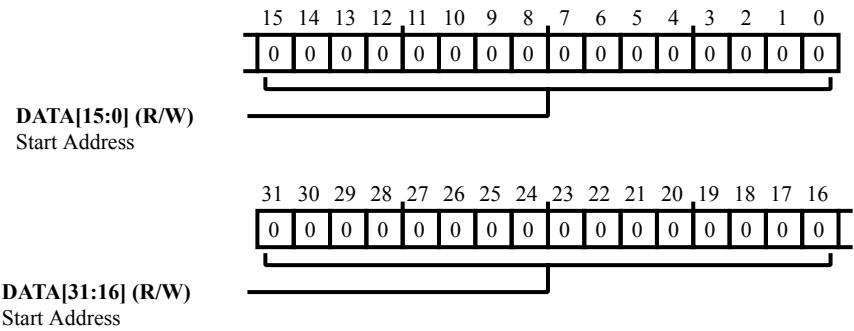 15 14 13 12 11 10 9 8 7 6 5 4 3 2 1 0
0 0 0 0 0 0 0 0 0 0 0 0 0 0 0 0
DATA[15:0] (R/W)
Start Address
31 30 29 28 27 26 25 24 23 22 21 20 19 18 17 16
0 0 0 0 0 0 0 0 0 0 0 0 0 0 0 0
DATA[31:16] (R/W)
Start Address